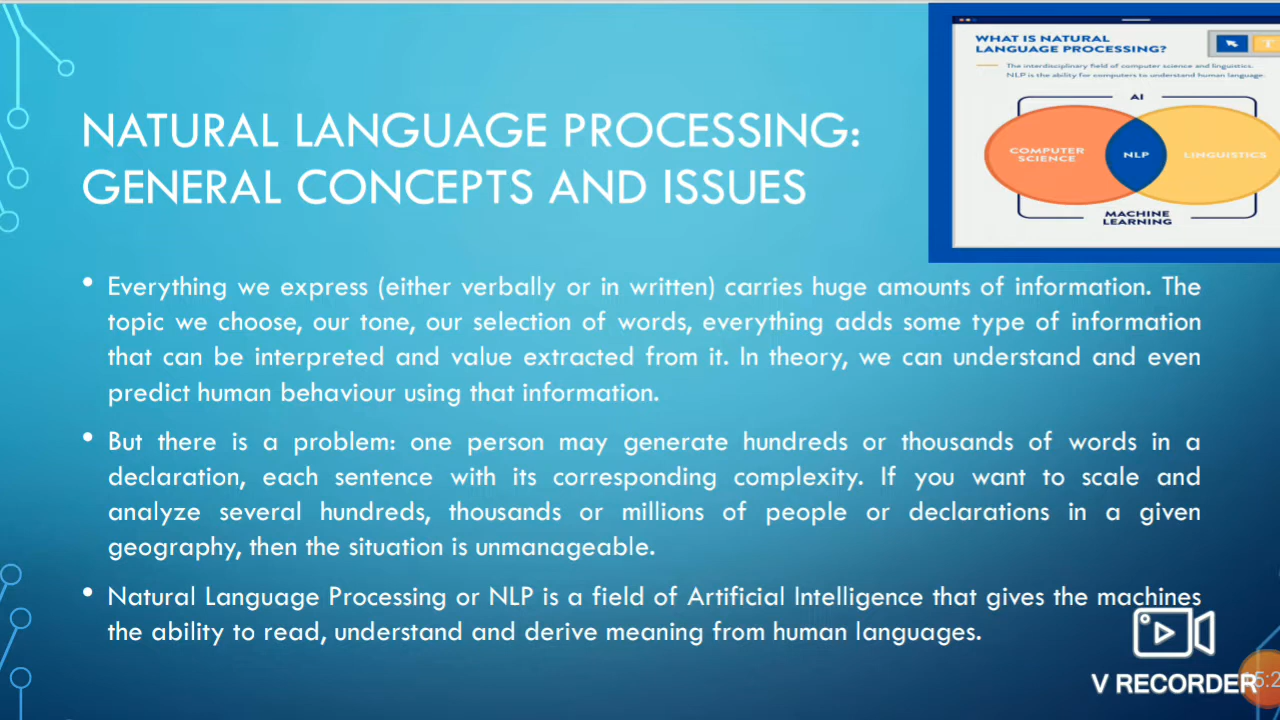 NATURAL LANGUAGE PROCESSING:
GENERAL CONCEPTS AND ISSUES
WHAT IS NATURAL
LANGUAGE PROCESSING?
T
The interdisciplinary field of computer science and linguistics.
NLP is the ability for computers to understand human language.
AI
COMPUTER
SCIENCE
NLP
LINGUISTICS
MACHINE
LEARNING
• Everything we express (either verbally or in written) carries huge amounts of information. The
topic we choose, our tone, our selection of words, everything adds some type of information
that can be interpreted and value extracted from it. In theory, we can understand and even
predict human behaviour using that information.
• But there is a problem: one person may generate hundreds or thousands of words in a
declaration, each sentence with its corresponding complexity. If you want to scale and
analyze several hundreds, thousands or millions of people or declarations in a given
geography, then the situation is unmanageable.
• Natural Language Processing or NLP is a field of Artificial Intelligence that gives the machines
the ability to read, understand and derive meaning from human languages.
V RECORDER